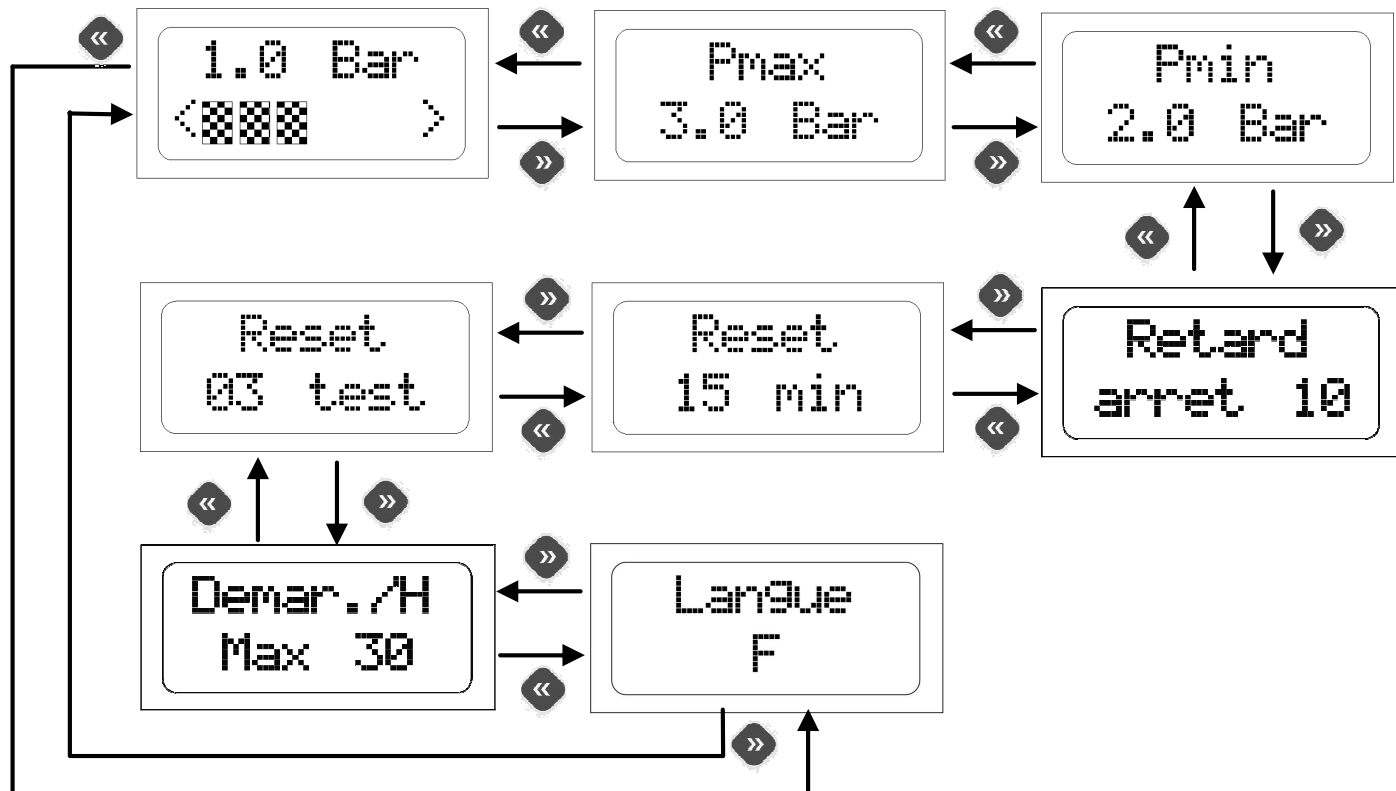 «
1.0 Bar
< >
«
»
Pmax
3.0 Bar
«
»
Pmin
2.0 Bar
«
»
Reset
03 test
»
«
Reset
15 min
»
«
Retard
arret 10
«
»
Demar./H
Max 30
»
«
Langue
F
»